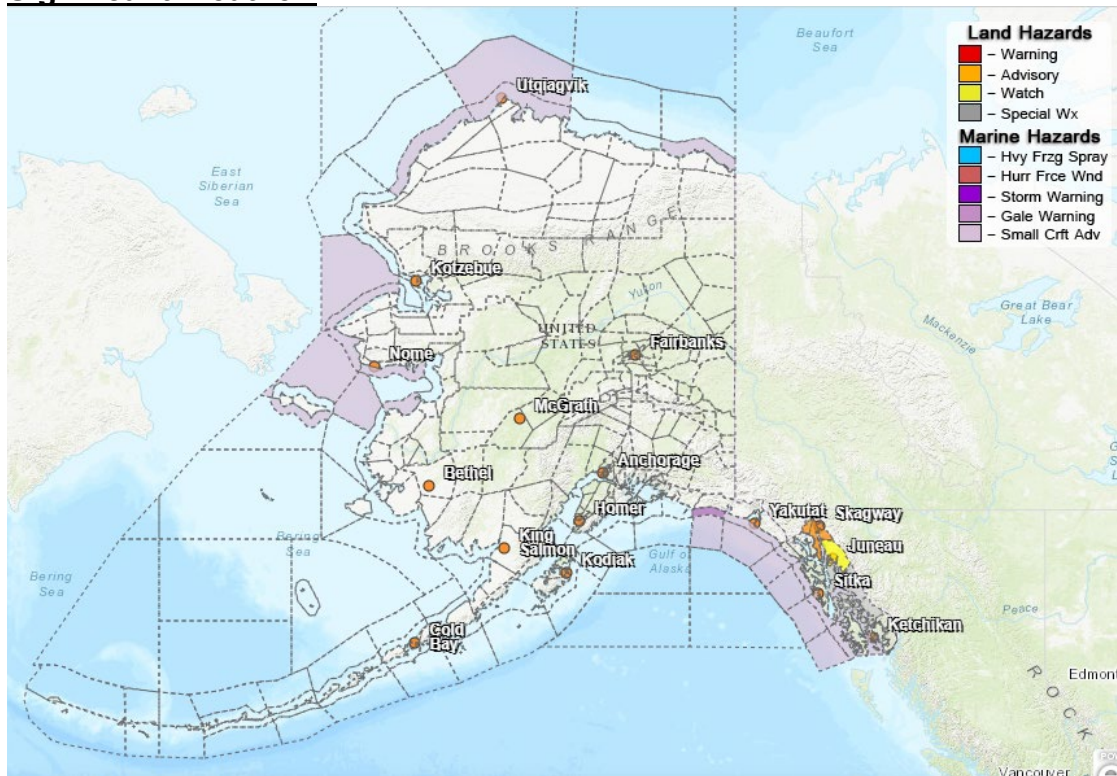 Beaufort
Sea
Land Hazards
– Warning
– Advisory
– Watch
– Special Wx
Marine Hazards
– Hvy Frzg Spray
– Hurr Frce Wnd
– Storm Warning
– Gale Warning
– Small Crft Adv
Utqiagvik
East
Siberian
Sea
BROOKS RANGE
Kotzebue
Yukon
Great Bear
Lake
Mackenzie
UNITED
STATES
Fairbanks
Nome
McGrath
Anchorage
Bethel
Homer
Yakutat
Skagway
King
Salmon
Juneau
Bering
Sea
Kodiak
Gulf of
Alaska
Sitka
Bering
Sea
Peace
Ketchikan
Cold
Bay
Edmont
ROCK
Vancouver